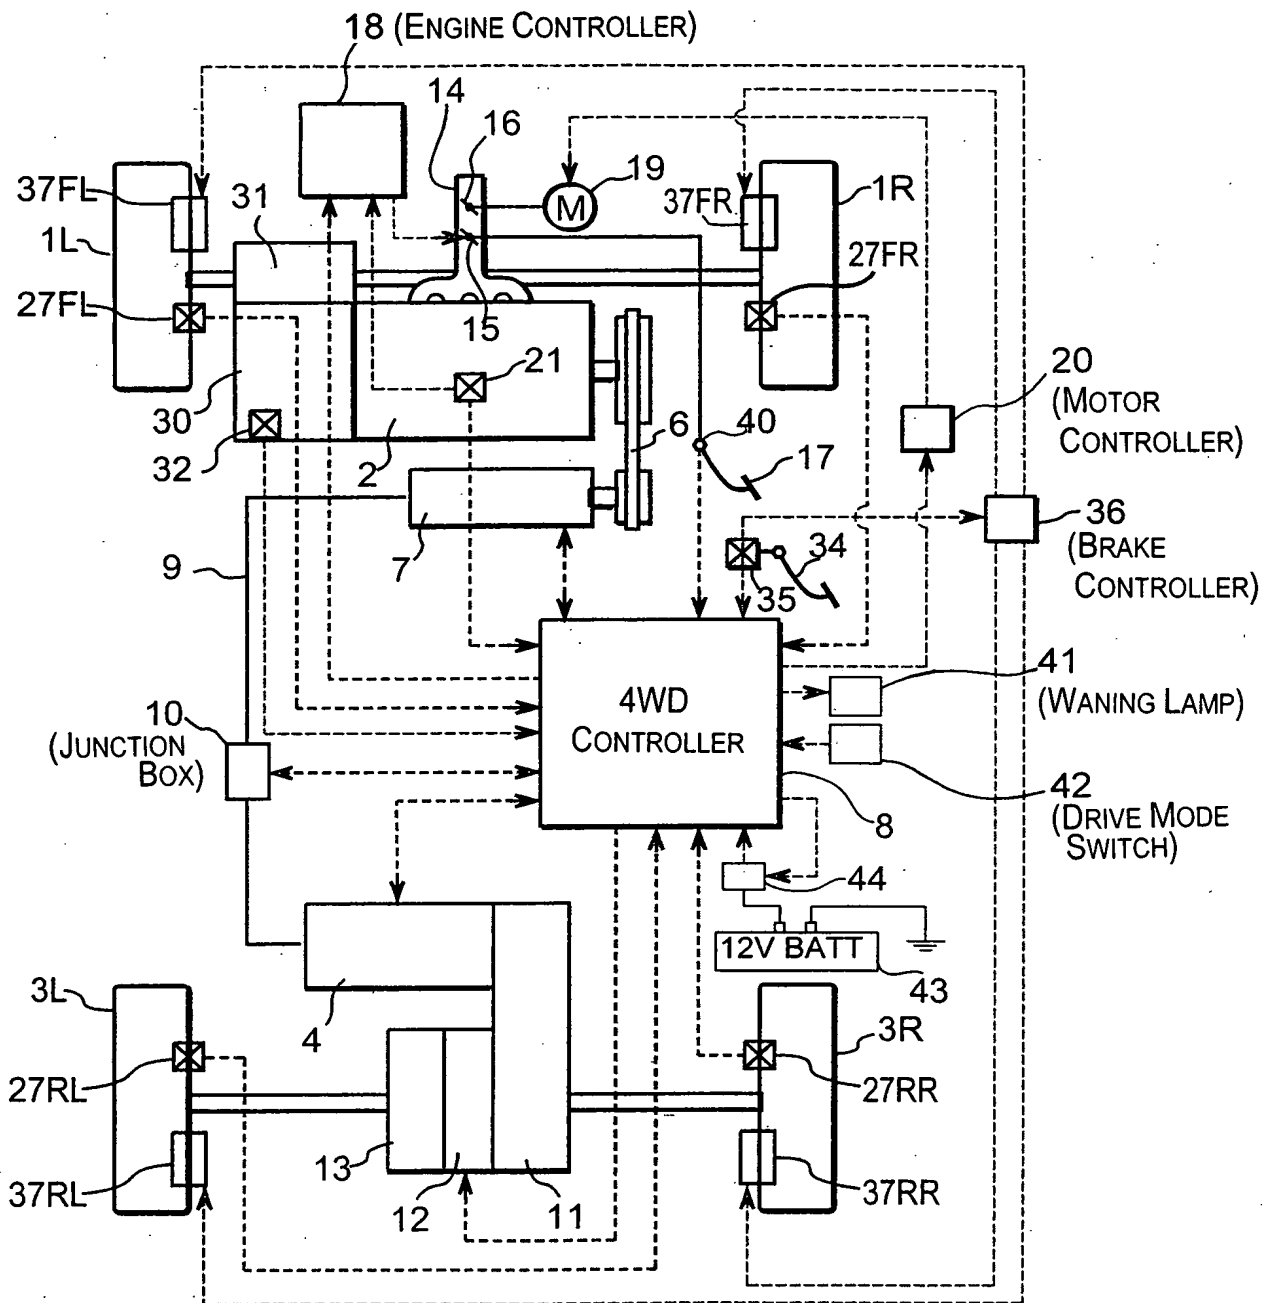 18 (ENGINE CONTROLLER)
14
16
19
M
37FL
31
37FR
1R
1L
27FR
27FL
15
21
20
(MOTOR
CONTROLLER)
30
32
2
6
40
17
7
9
34
35
36
(BRAKE
CONTROLLER)
41
(WANING LAMP)
10
(JUNCTION
BOX)
4WD
CONTROLLER
8
42
(DRIVE MODE
SWITCH)
44
12V BATT
43
3L
4
3R
27RL
27RR
13
12
11
37RL
37RR